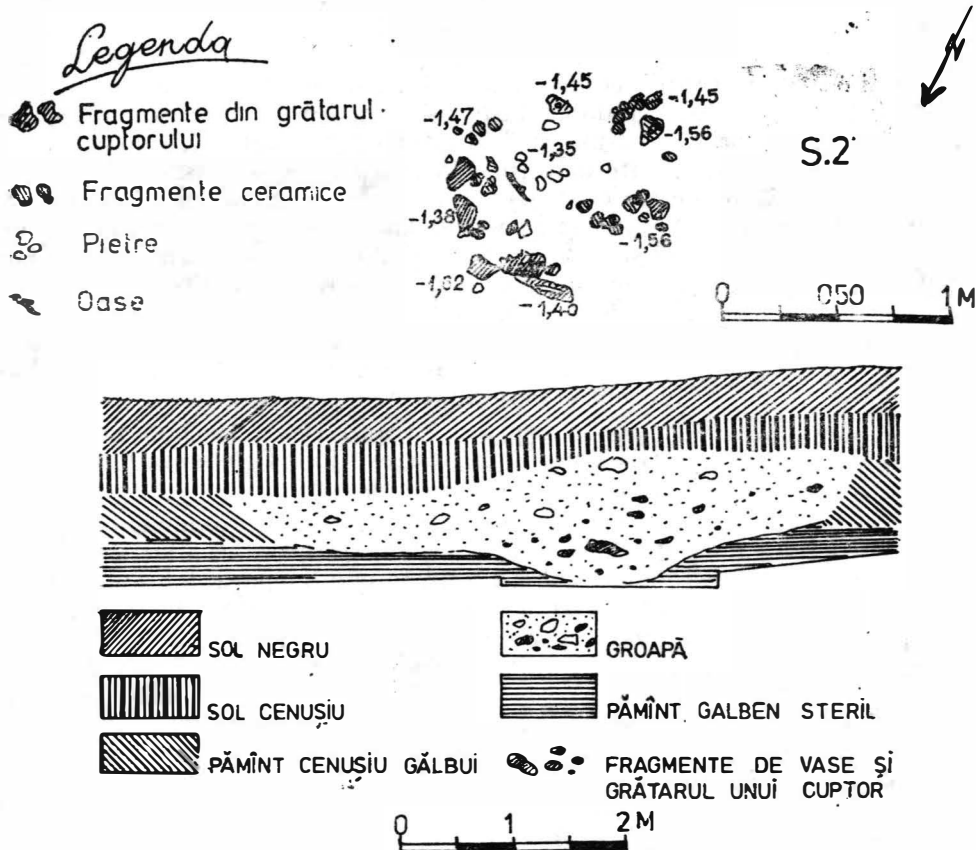 Legenda
Fragmente din grătarul
cuptorului
Fragmente ceramice
Pietre
Oase
N
-1,45
-1,45
-1,47
-1,56
-1,35
S.2
-1,38
-1,56
-1,40
0 050 1 M
SOL NEGRU
SOL CENUȘIU
PĂMÎNT CENUȘIU GĂLBUI
GROAPĂ
PĂMÎNT GALBEN STERIL
FRAGMENTE DE VASE ȘI
GRĂTARUL UNUI CUPTOR
0 1 2 M